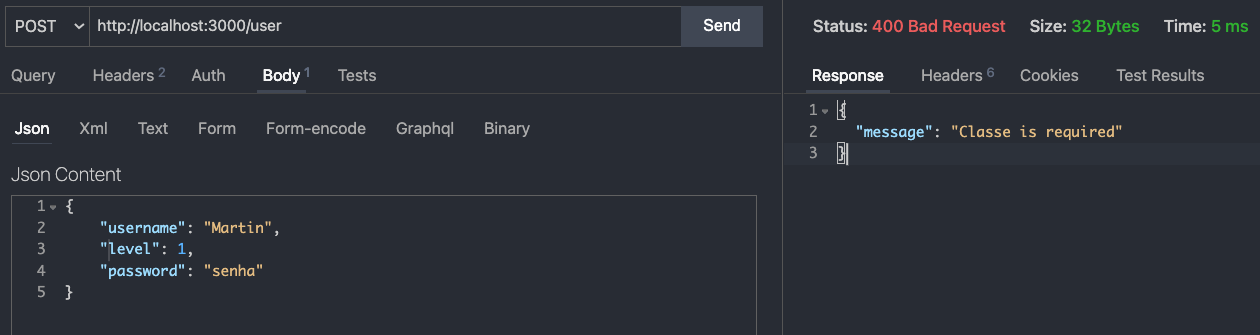 POST http://localhost:3000/user Send
Query Headers 2 Auth Body 1 Tests
Json Xml Text Form Form-encode Graphql Binary
Json Content
1 {
2 "username": "Martin",
3 "level": 1,
4 "password": "senha"
5 }
Status: 400 Bad Request Size: 32 Bytes Time: 5 ms
Response Headers 6 Cookies Test Results
1 {
2 "message": "Classe is required"
3 }